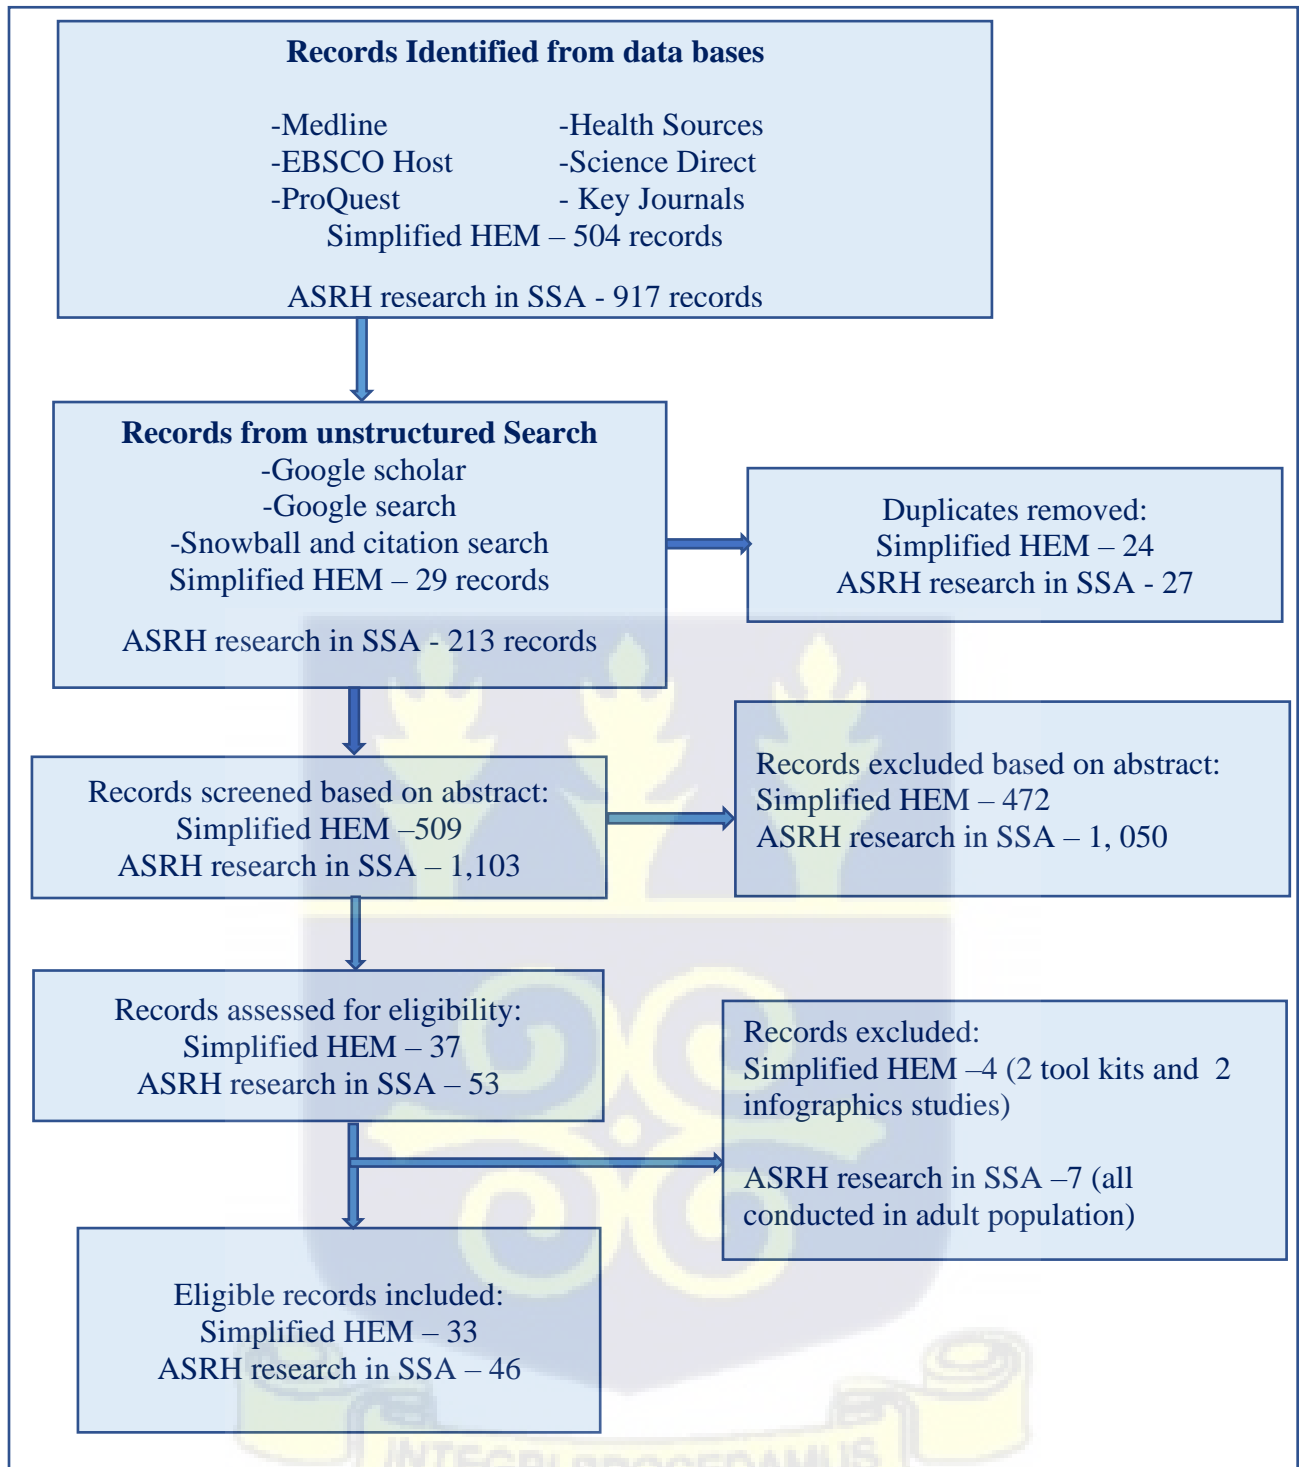 Records Identified from data bases
-Medline -Health Sources
-EBSCO Host -Science Direct
-ProQuest - Key Journals
Simplified HEM – 504 records
ASRH research in SSA - 917 records
Records from unstructured Search
-Google scholar
-Google search
-Snowball and citation search
Simplified HEM – 29 records
ASRH research in SSA - 213 records
Duplicates removed:
Simplified HEM – 24
ASRH research in SSA - 27
Records screened based on abstract:
Simplified HEM –509
ASRH research in SSA – 1,103
Records excluded based on abstract:
Simplified HEM – 472
ASRH research in SSA – 1, 050
Records assessed for eligibility:
Simplified HEM – 37
ASRH research in SSA – 53
Records excluded:
Simplified HEM –4 (2 tool kits and 2
infographics studies)
ASRH research in SSA –7 (all
conducted in adult population)
Eligible records included:
Simplified HEM – 33
ASRH research in SSA – 46
INTEGRI PROCEDAMUS